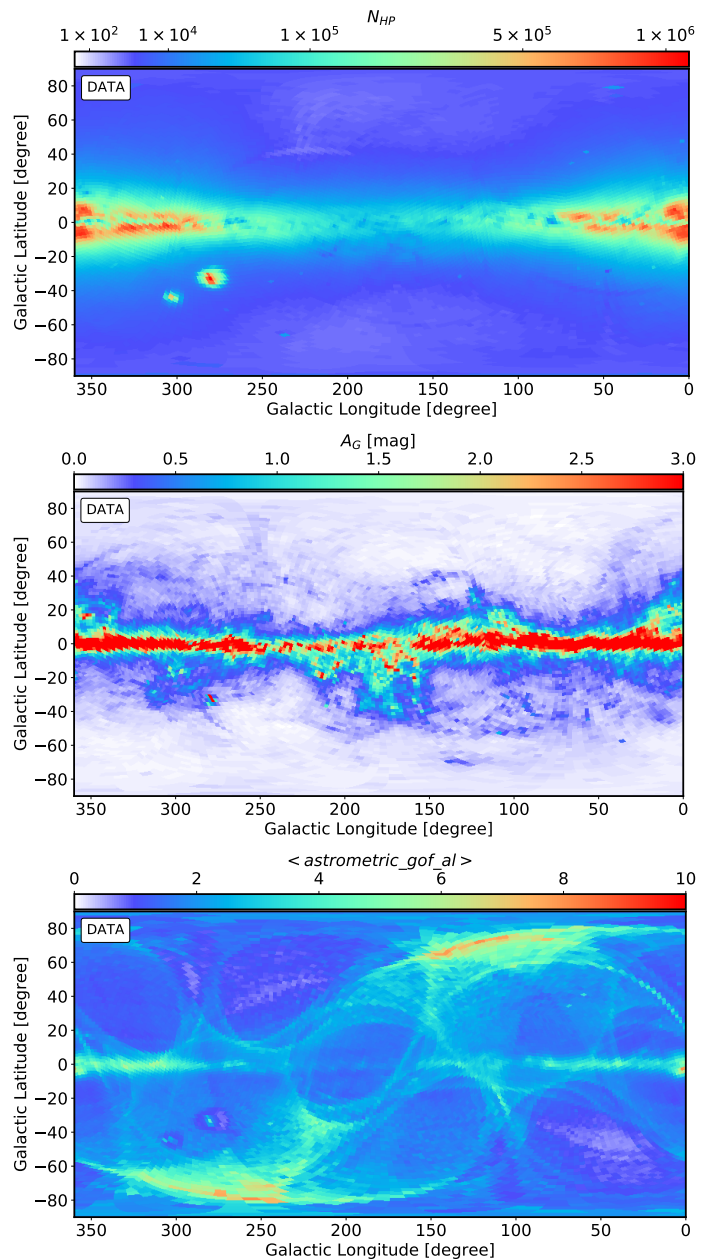 N_HP
1 × 10^2 1 × 10^4 1 × 10^5 5 × 10^5 1 × 10^6
DATA
80
60
40
20
0
−20
−40
−60
−80
Galactic Latitude [degree]
350 300 250 200 150 100 50 0
Galactic Longitude [degree]
A_G [mag]
0.0 0.5 1.0 1.5 2.0 2.5 3.0
DATA
80
60
40
20
0
−20
−40
−60
−80
Galactic Latitude [degree]
350 300 250 200 150 100 50 0
Galactic Longitude [degree]
< astrometric_gof_al >
0 2 4 6 8 10
DATA
80
60
40
20
0
−20
−40
−60
−80
Galactic Latitude [degree]
350 300 250 200 150 100 50 0
Galactic Longitude [degree]